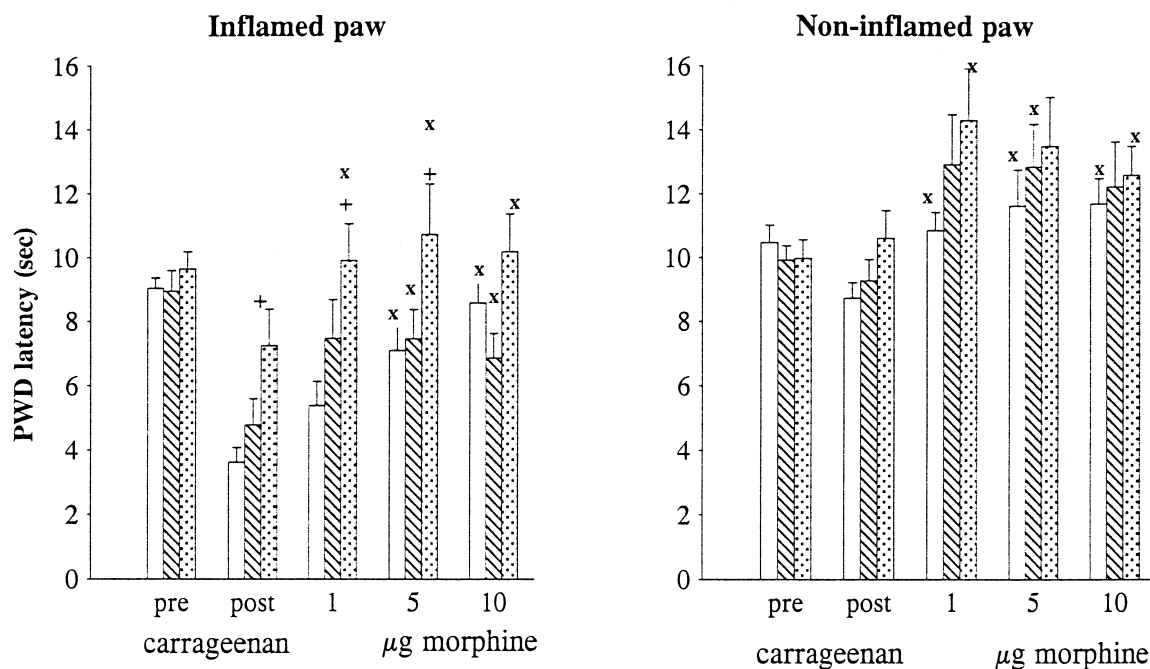 Inflamed paw
PWD latency (sec)
16
14
12
10
8
6
4
2
0
x
x
+
+
+
x
x
x
x
x
pre post 1 5 10
carrageenan µg morphine
Non-inflamed paw
16
14
12
10
8
6
4
2
0
x
x
x
x
x
x
pre post 1 5 10
carrageenan µg morphine